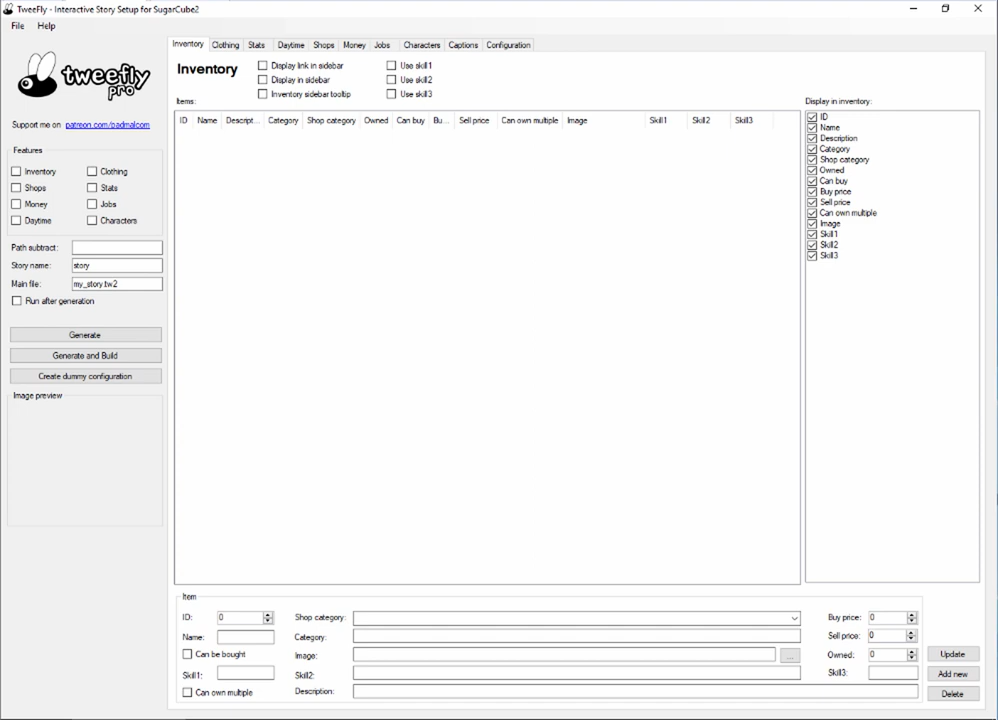 TweeFly - Interactive Story Setup for SugarCube2
File Help
tweefly
pro
Support me on patreon.com/badmalcom
Features
Inventory Clothing
Shops Stats
Money Jobs
Daytime Characters
Path subtract:
Story name: story
Main file: my_story.tw2
Run after generation
Generate
Generate and Build
Create dummy configuration
Image preview
Inventory Clothing Stats Daytime Shops Money Jobs Characters Captions Configuration
Inventory
Display link in sidebar Use skill1
Display in sidebar Use skill2
Inventory sidebar tooltip Use skill3
Items:
ID Name Descript... Category Shop category Owned Can buy Bu... Sell price Can own multiple Image Skill1 Skill2 Skill3
Display in inventory:
ID
Name
Description
Category
Shop category
Owned
Can buy
Buy price
Sell price
Can own multiple
Image
Skill1
Skill2
Skill3
Item
ID: 0 Shop category: Buy price: 0
Name: Category: Sell price: 0
Can be bought Image: ... Owned: 0 Update
Skill1: Skill2: Skill3: Add new
Can own multiple Description: Delete